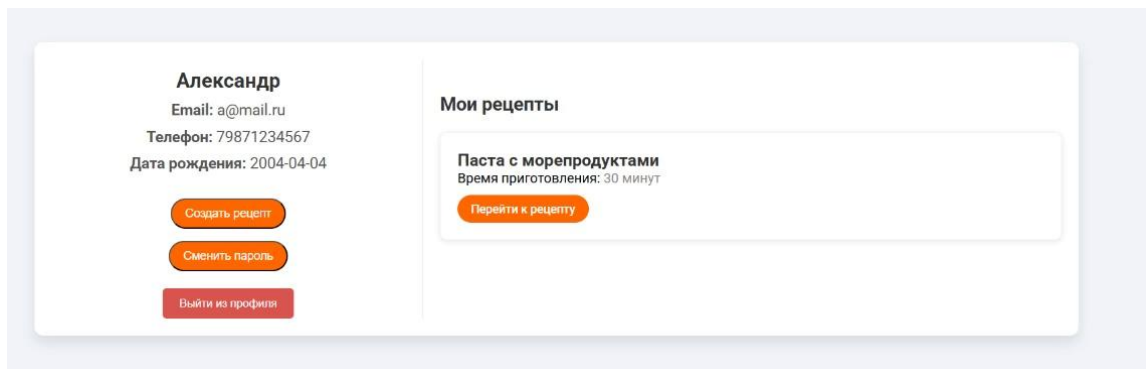 Александр
Email: a@mail.ru
Телефон: 79871234567
Дата рождения: 2004-04-04
Создать рецепт
Сменить пароль
Выйти из профиля
Мои рецепты
Паста с морепродуктами
Время приготовления: 30 минут
Перейти к рецепту